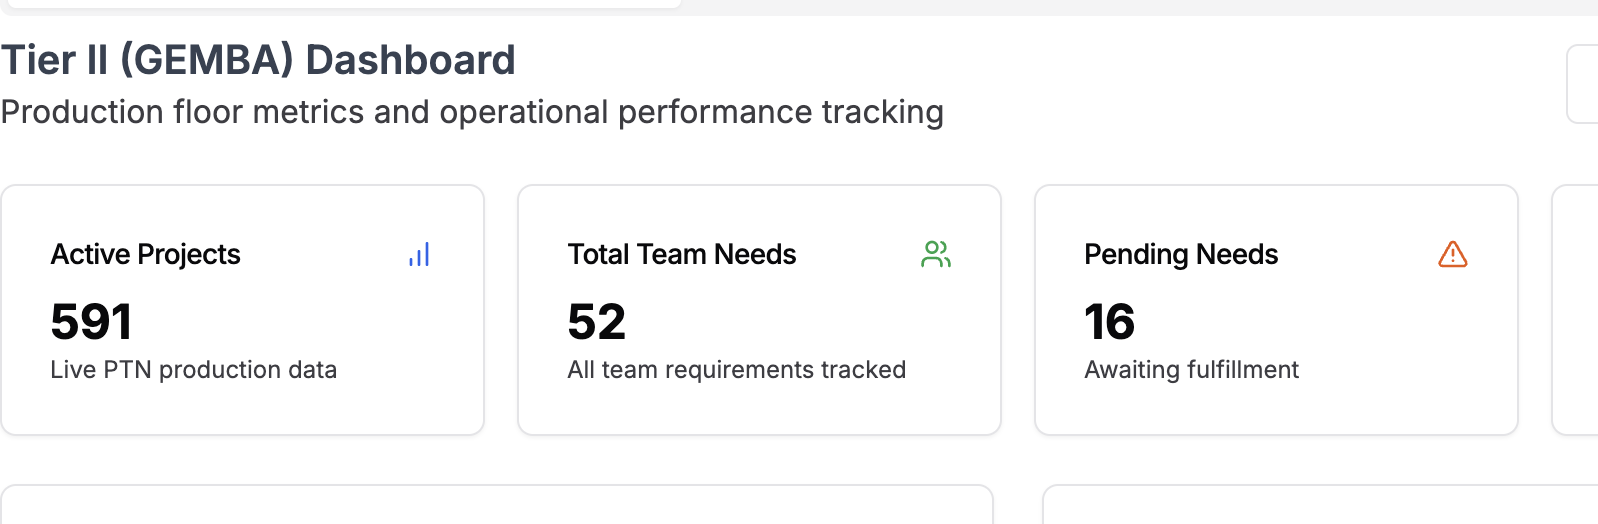 Tier II (GEMBA) Dashboard
Production floor metrics and operational performance tracking
Active Projects
591
Live PTN production data
Total Team Needs
52
All team requirements tracked
Pending Needs
16
Awaiting fulfillment